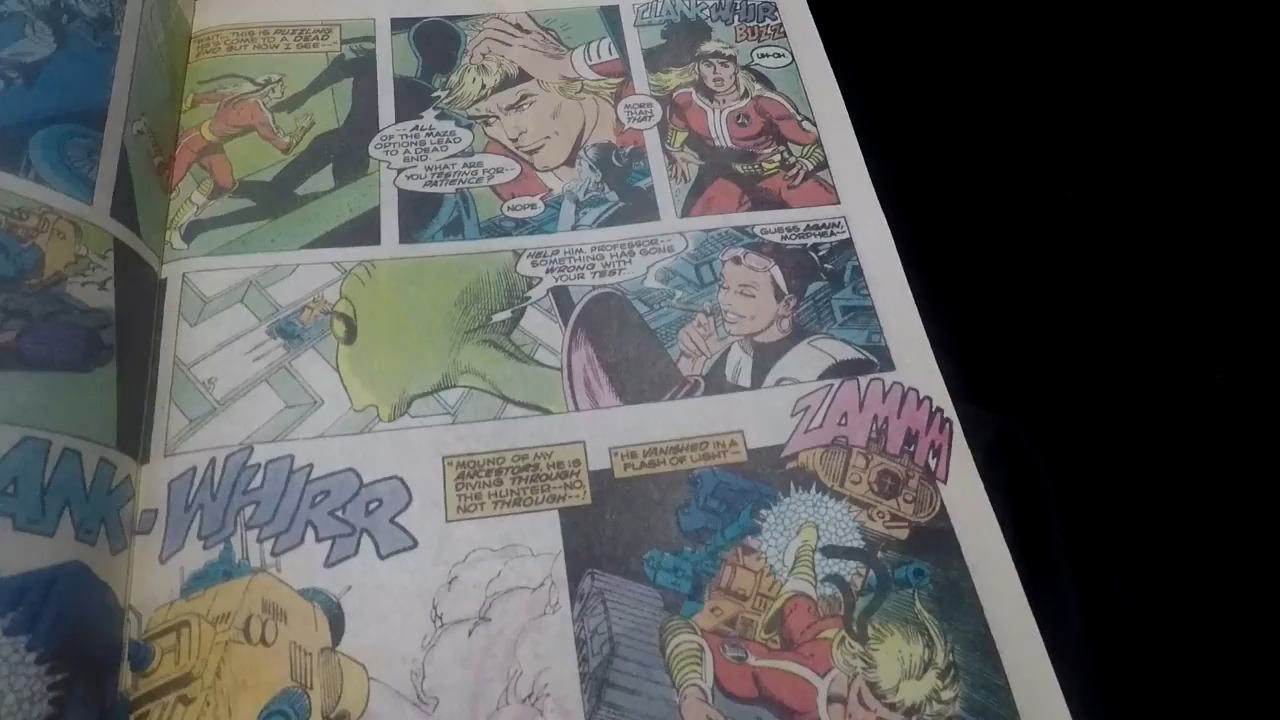 "WAIT--THIS IS PUZZLING.
HE'S COME TO A DEAD
END. BUT NOW I SEE--"
--ALL
OF THE MAZE
OPTIONS LEAD
TO A DEAD
END.
WHAT ARE
YOU TESTING FOR--
PATIENCE?
NOPE.
MORE
THAN
THAT.
CLANK WHIR
BUZZ
UH-OH.
HELP HIM, PROFESSOR--
SOMETHING HAS GONE
WRONG WITH
YOUR TEST...
GUESS AGAIN,
MORPHEA--
ANK-WHIRR
"MOUND OF MY
ANCESTORS, HE IS
DIVING THROUGH
THE HUNTER--NO,
NOT THROUGH--!
"HE VANISHED IN A
FLASH OF LIGHT--
ZAMMM